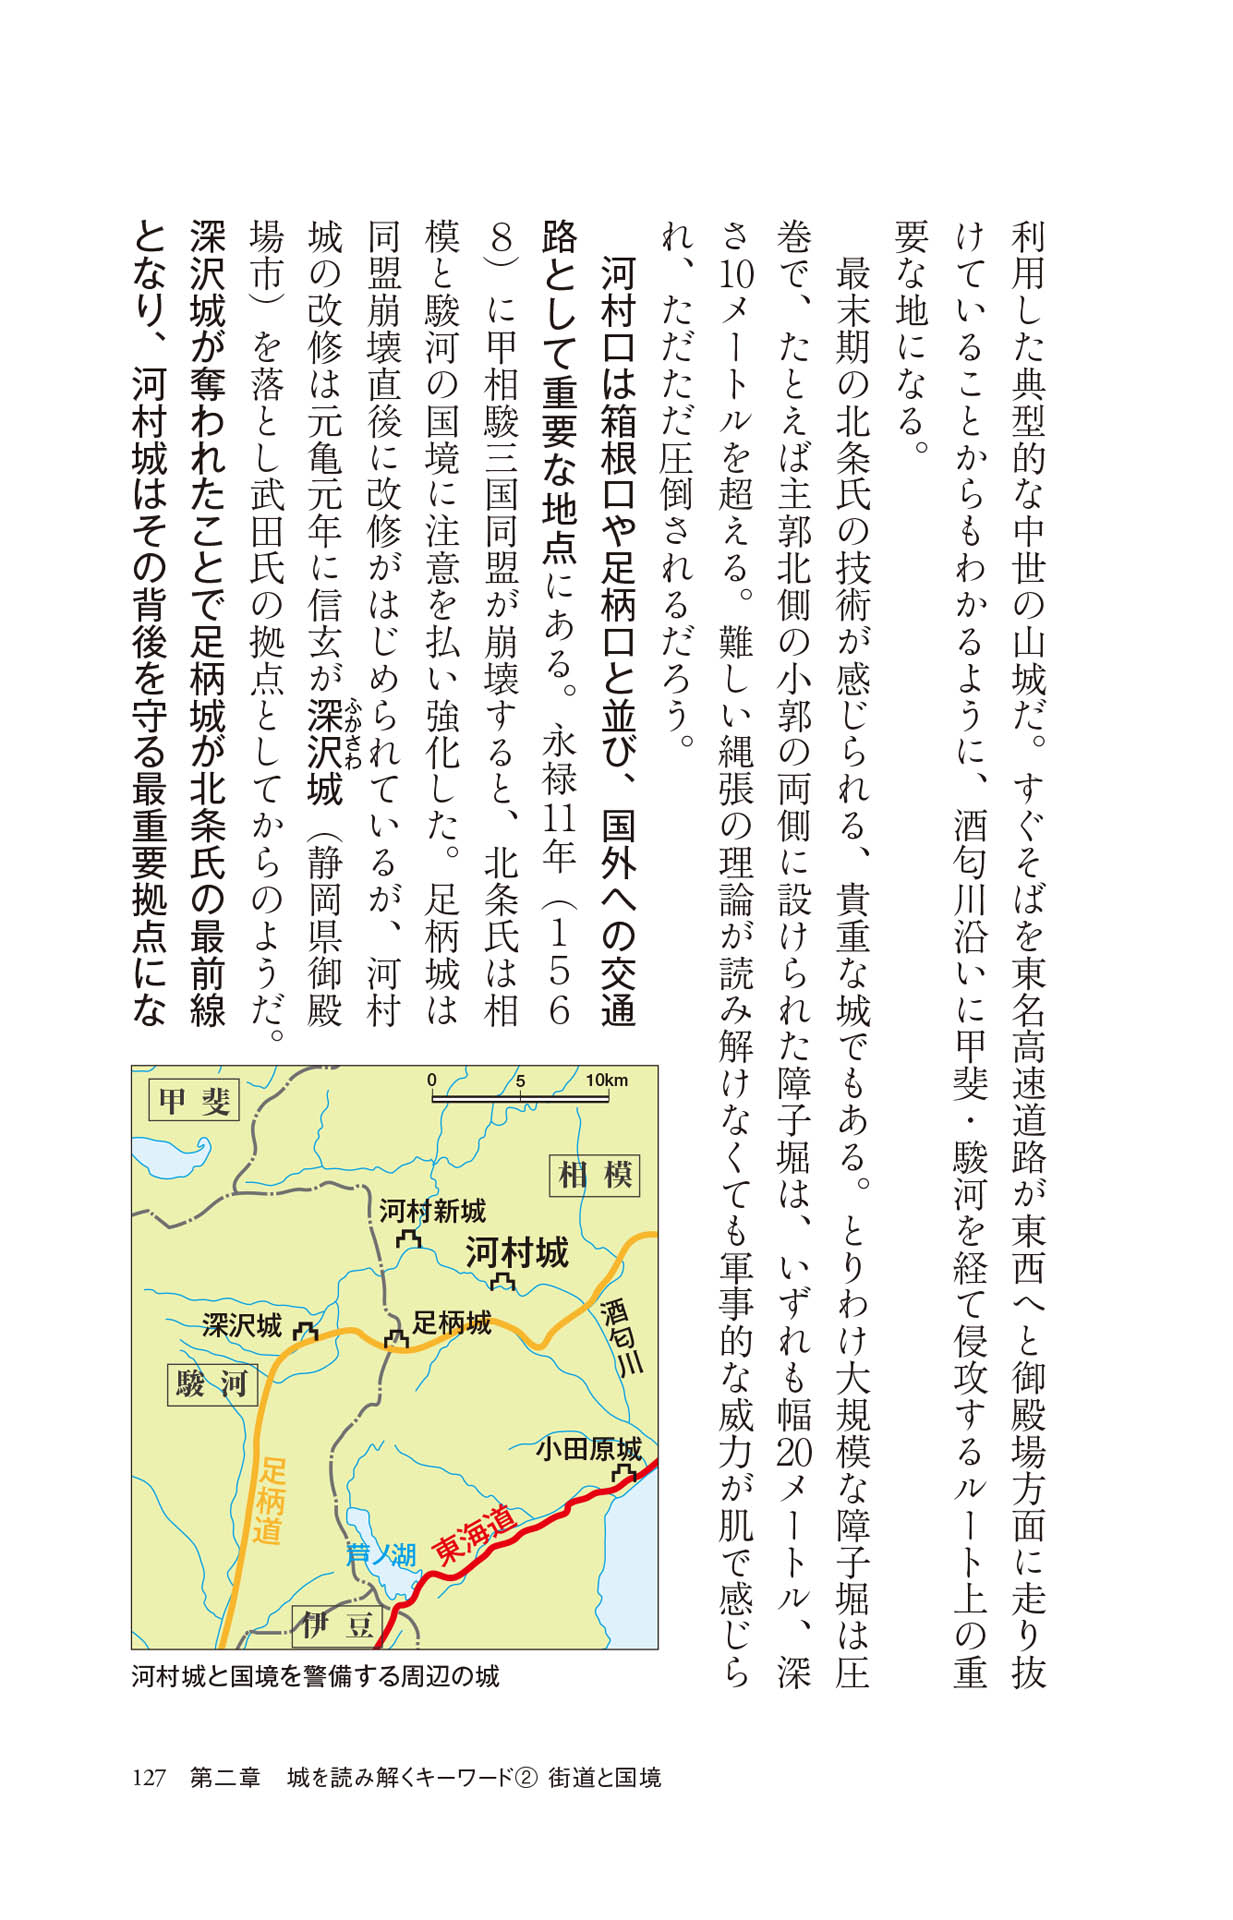 利用した典型的な中世の山城だ。すぐそばを東名高速道路が東西へと御殿場方面に走り抜
けていることからもわかるように、酒匂川沿いに甲斐・駿河を経て侵攻するルート上の重
要な地になる。
最末期の北条氏の技術が感じられる、貴重な城でもある。とりわけ大規模な障子堀は圧
巻で、たとえば主郭北側の小郭の両側に設けられた障子堀は、いずれも幅20メートル、深
さ10メートルを超える。難しい縄張の理論が読み解けなくても軍事的な威力が肌で感じら
れ、ただただ圧倒されるだろう。
河村口は箱根口や足柄口と並び、国外への交通
路として重要な地点にある。永禄11年（156
8）に甲相駿三国同盟が崩壊すると、北条氏は相
模と駿河の国境に注意を払い強化した。足柄城は
同盟崩壊直後に改修がはじめられているが、河村
城の改修は元亀元年に信玄が深沢城（静岡県御殿
ふかさわ
場市）を落とし武田氏の拠点としてからのようだ。
深沢城が奪われたことで足柄城が北条氏の最前線
となり、河村城はその背後を守る最重要拠点にな
甲斐
0 5 10km
相模
河村新城
河村城
深沢城
足柄城
酒匂川
駿河
小田原城
足柄道
東海道
芦ノ湖
伊豆
河村城と国境を警備する周辺の城
127 第二章 城を読み解くキーワード② 街道と国境